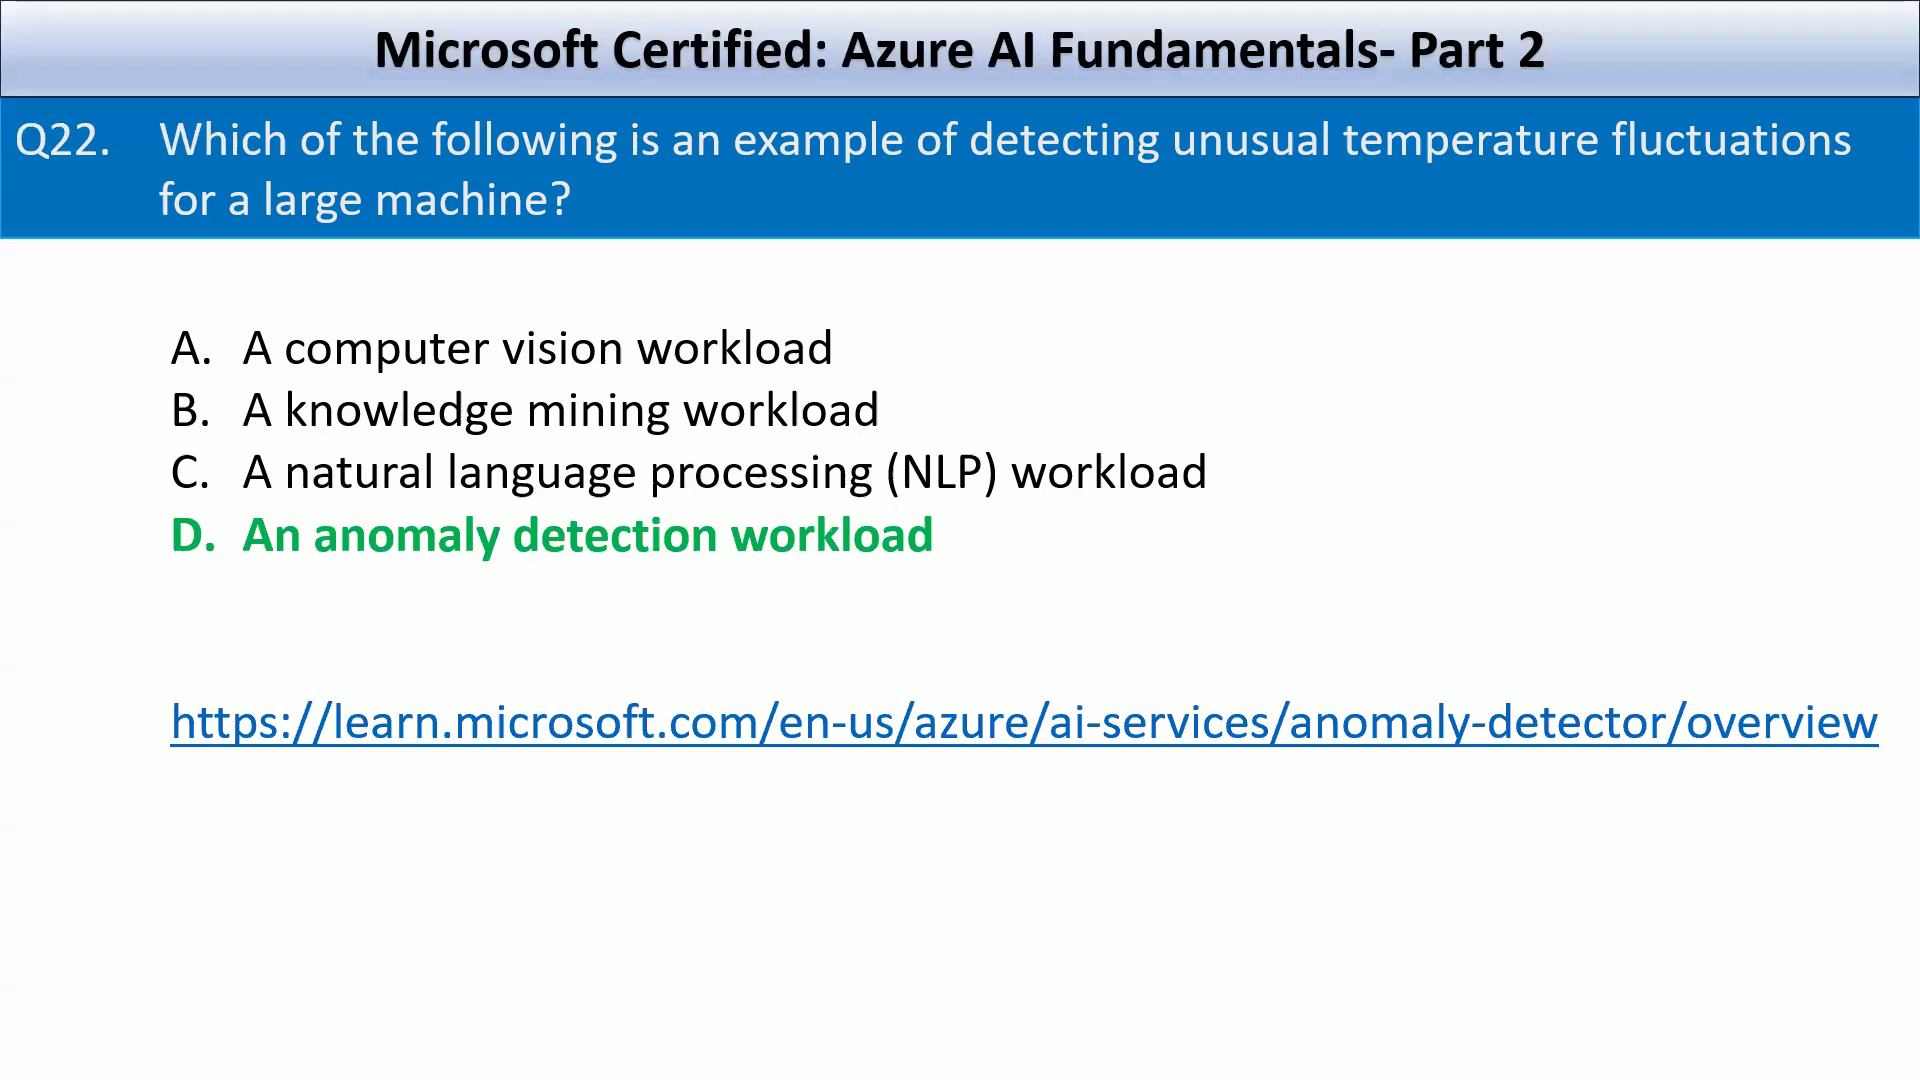 Microsoft Certified: Azure AI Fundamentals- Part 2
Q22. Which of the following is an example of detecting unusual temperature fluctuations
for a large machine?
A. A computer vision workload
B. A knowledge mining workload
C. A natural language processing (NLP) workload
D. An anomaly detection workload
https://learn.microsoft.com/en-us/azure/ai-services/anomaly-detector/overview